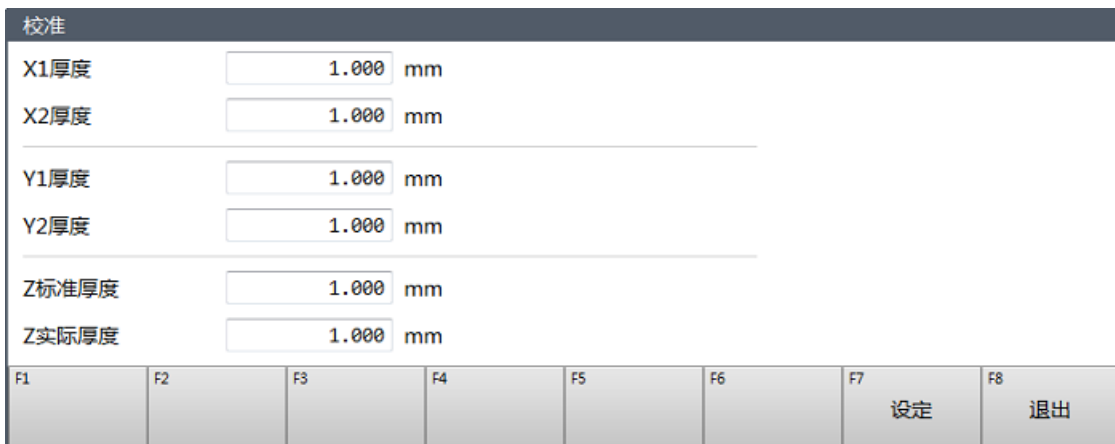 校准
X1厚度 1.000 mm
X2厚度 1.000 mm
Y1厚度 1.000 mm
Y2厚度 1.000 mm
Z标准厚度 1.000 mm
Z实际厚度 1.000 mm
F1 F2 F3 F4 F5 F6 F7 F8
设定 退出